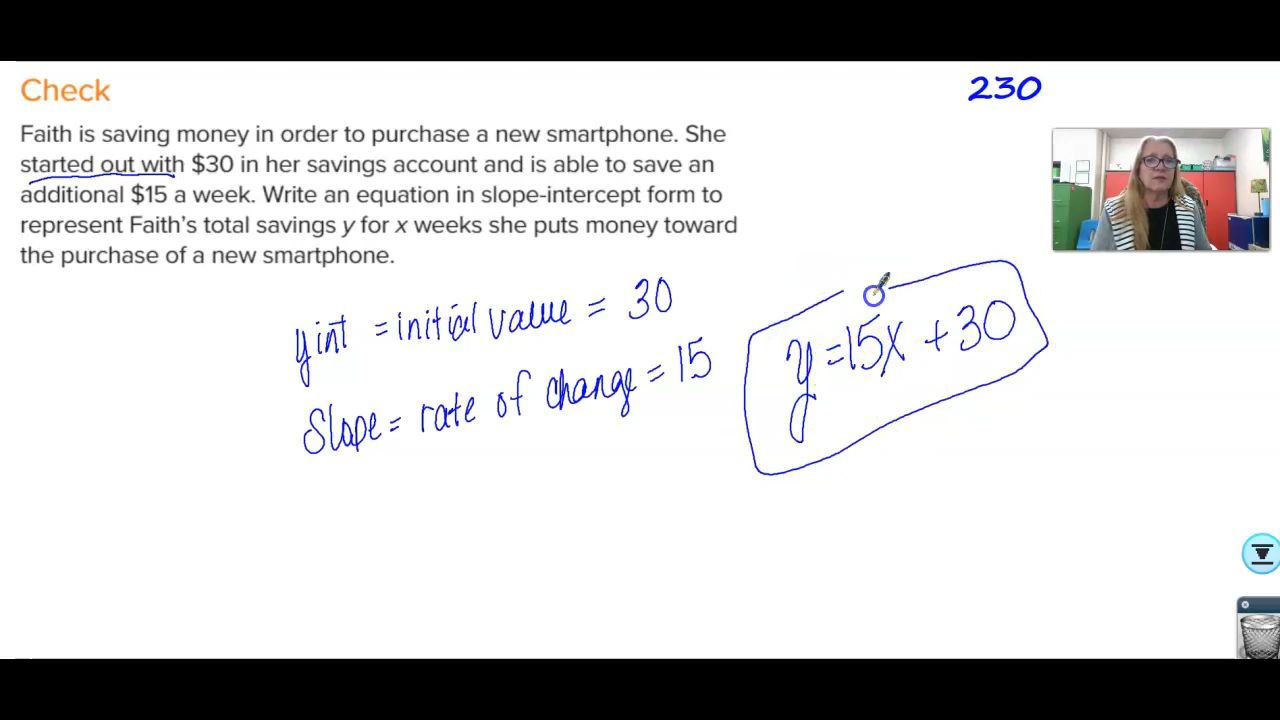 Check
230
Faith is saving money in order to purchase a new smartphone. She
started out with $30 in her savings account and is able to save an
additional $15 a week. Write an equation in slope-intercept form to
represent Faith's total savings y for x weeks she puts money toward
the purchase of a new smartphone.
yint = initial value = 30
Slope = rate of change = 15
y = 15x + 30